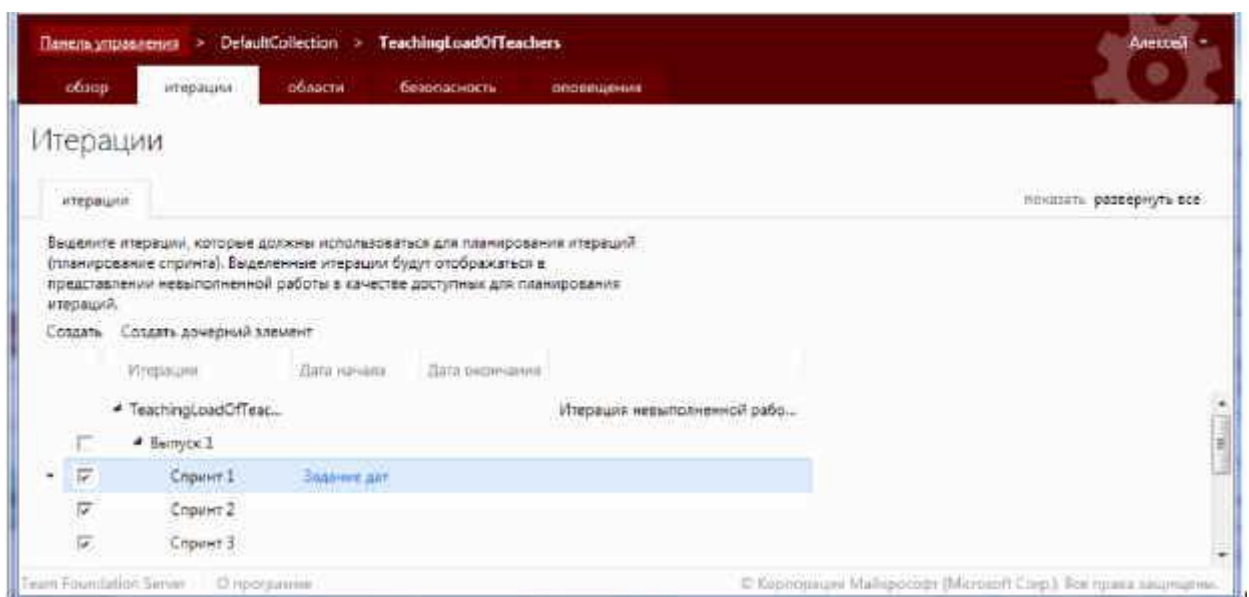 Панель управления > DefaultCollection > TeachingLoadOfTeachers Алексей
обзор итерации области безопасность оповещения
Итерации
итерации показать развернуть все
Выделите итерации, которые должны использоваться для планирования итераций
(планирование спринта). Выделенные итерации будут отображаться в
представлении невыполненной работы в качестве доступных для планирования
итераций.
Создать Создать дочерний элемент
Итерации Дата начала Дата окончания
TeachingLoadOfTeac... Итерация невыполненной рабо...
Выпуск 1
Спринт 1 Задание дат
Спринт 2
Спринт 3
Team Foundation Server О программе © Корпорация Майкрософт (Microsoft Corp.). Все права защищены.